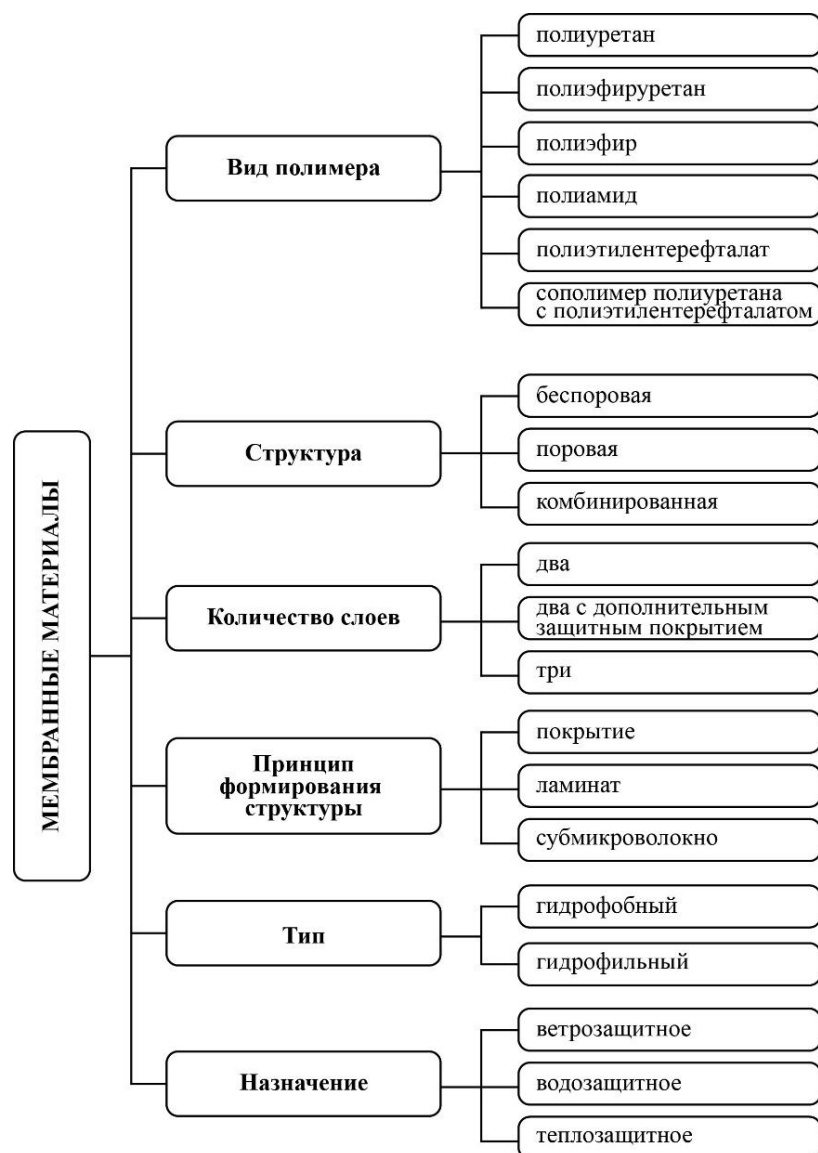 МЕМБРАННЫЕ МАТЕРИАЛЫ
Вид полимера
полиуретан
полиэфируретан
полиэфир
полиамид
полиэтилентерефталат
сополимер полиуретана
с полиэтилентерефталатом
Структура
беспоровая
поровая
комбинированная
Количество слоев
два
два с дополнительным
защитным покрытием
три
Принцип
формирования
структуры
покрытие
ламинат
субмикроволокно
Тип
гидрофобный
гидрофильный
Назначение
ветрозащитное
водозащитное
теплозащитное